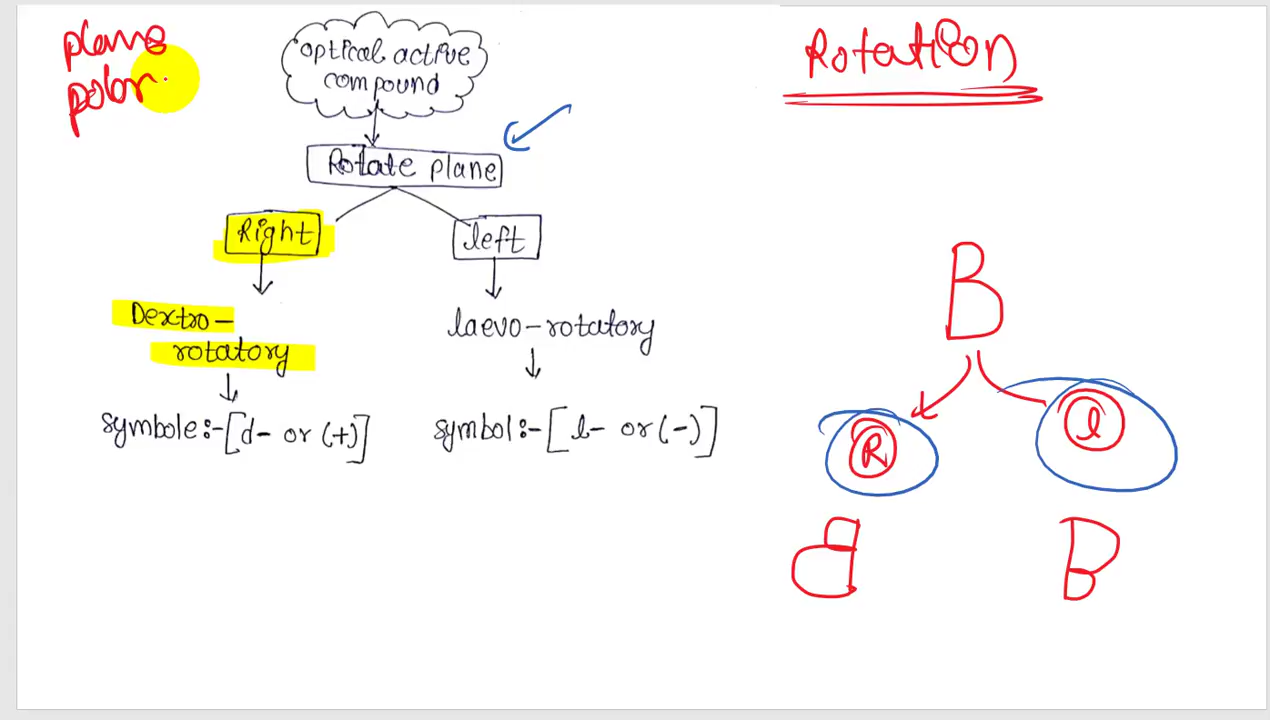 plane
polar
optical active
compound
Rotation
Rotate plane
Right
left
Dextro-
rotatory
laevo-rotatory
symbole:-[d- or (+)]
symbol:-[l- or (-)]
B
R
l
B
B